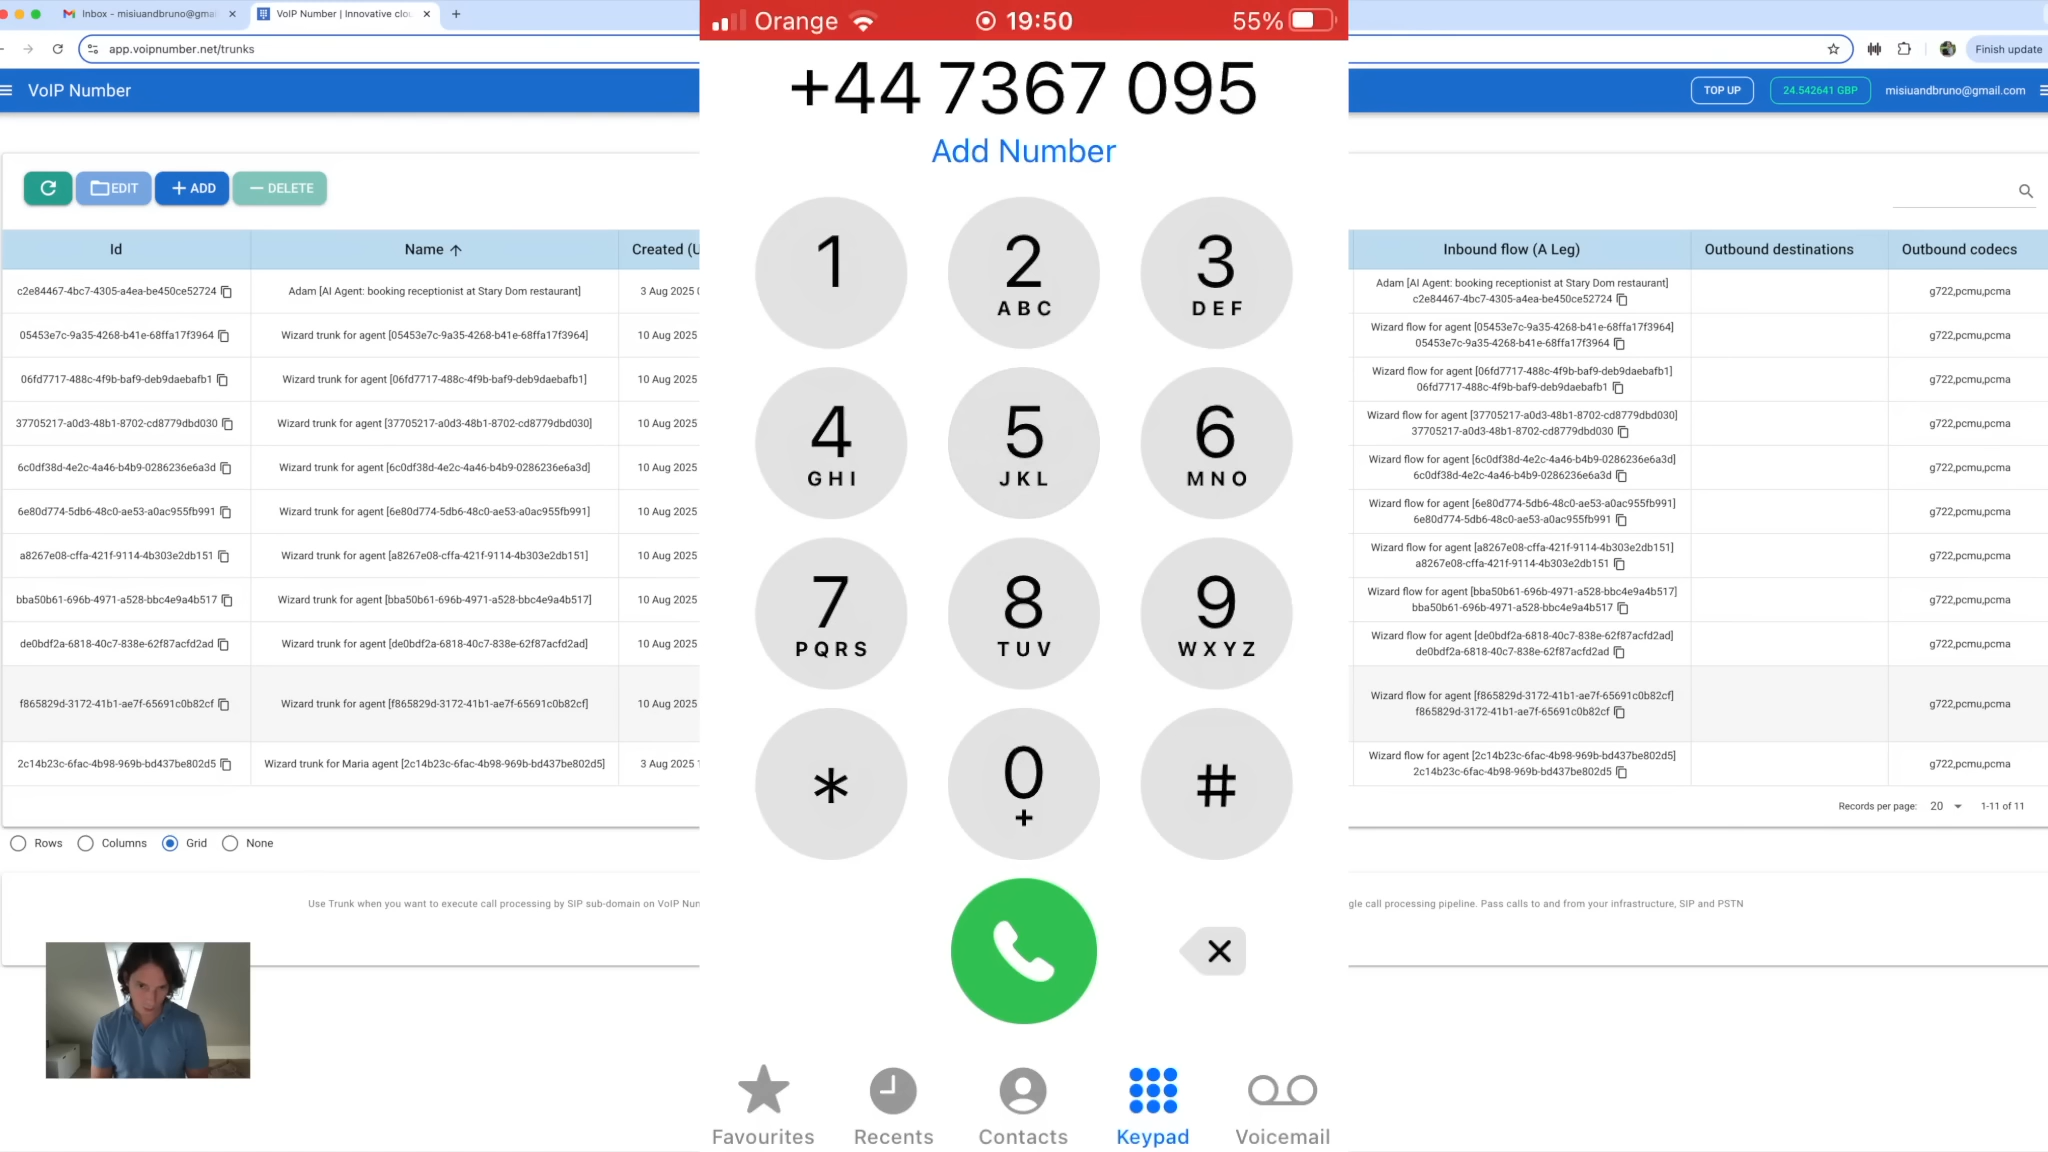 Inbox - misiuandbruno@gmai
VoIP Number | Innovative clou
app.voipnumber.net/trunks
Finish update
VoIP Number
TOP UP
24.542641 GBP
misiuandbruno@gmail.com
EDIT
ADD
DELETE
Id
Name
Created (U
Inbound flow (A Leg)
Outbound destinations
Outbound codecs
c2e84467-4bc7-4305-a4ea-be450ce52724
Adam [AI Agent: booking receptionist at Stary Dom restaurant]
3 Aug 2025 0
Adam [AI Agent: booking receptionist at Stary Dom restaurant]
c2e84467-4bc7-4305-a4ea-be450ce52724
g722,pcmu,pcma
05453e7c-9a35-4268-b41e-68ffa17f3964
Wizard trunk for agent [05453e7c-9a35-4268-b41e-68ffa17f3964]
10 Aug 2025
Wizard flow for agent [05453e7c-9a35-4268-b41e-68ffa17f3964]
05453e7c-9a35-4268-b41e-68ffa17f3964
g722,pcmu,pcma
06fd7717-488c-4f9b-baf9-deb9daebafb1
Wizard trunk for agent [06fd7717-488c-4f9b-baf9-deb9daebafb1]
10 Aug 2025
Wizard flow for agent [06fd7717-488c-4f9b-baf9-deb9daebafb1]
06fd7717-488c-4f9b-baf9-deb9daebafb1
g722,pcmu,pcma
37705217-a0d3-48b1-8702-cd8779dbd030
Wizard trunk for agent [37705217-a0d3-48b1-8702-cd8779dbd030]
10 Aug 2025
Wizard flow for agent [37705217-a0d3-48b1-8702-cd8779dbd030]
37705217-a0d3-48b1-8702-cd8779dbd030
g722,pcmu,pcma
6c0df38d-4e2c-4a46-b4b9-0286236e6a3d
Wizard trunk for agent [6c0df38d-4e2c-4a46-b4b9-0286236e6a3d]
10 Aug 2025
Wizard flow for agent [6c0df38d-4e2c-4a46-b4b9-0286236e6a3d]
6c0df38d-4e2c-4a46-b4b9-0286236e6a3d
g722,pcmu,pcma
6e80d774-5db6-48c0-ae53-a0ac955fb991
Wizard trunk for agent [6e80d774-5db6-48c0-ae53-a0ac955fb991]
10 Aug 2025
Wizard flow for agent [6e80d774-5db6-48c0-ae53-a0ac955fb991]
6e80d774-5db6-48c0-ae53-a0ac955fb991
g722,pcmu,pcma
a8267e08-cffa-421f-9114-4b303e2db151
Wizard trunk for agent [a8267e08-cffa-421f-9114-4b303e2db151]
10 Aug 2025
Wizard flow for agent [a8267e08-cffa-421f-9114-4b303e2db151]
a8267e08-cffa-421f-9114-4b303e2db151
g722,pcmu,pcma
bba50b61-696b-4971-a528-bbc4e9a4b517
Wizard trunk for agent [bba50b61-696b-4971-a528-bbc4e9a4b517]
10 Aug 2025
Wizard flow for agent [bba50b61-696b-4971-a528-bbc4e9a4b517]
bba50b61-696b-4971-a528-bbc4e9a4b517
g722,pcmu,pcma
de0bdf2a-6818-40c7-838e-62f87acfd2ad
Wizard trunk for agent [de0bdf2a-6818-40c7-838e-62f87acfd2ad]
10 Aug 2025
Wizard flow for agent [de0bdf2a-6818-40c7-838e-62f87acfd2ad]
de0bdf2a-6818-40c7-838e-62f87acfd2ad
g722,pcmu,pcma
f865829d-3172-41b1-ae7f-65691c0b82cf
Wizard trunk for agent [f865829d-3172-41b1-ae7f-65691c0b82cf]
10 Aug 2025
Wizard flow for agent [f865829d-3172-41b1-ae7f-65691c0b82cf]
f865829d-3172-41b1-ae7f-65691c0b82cf
g722,pcmu,pcma
2c14b23c-6fac-4b98-969b-bd437be802d5
Wizard trunk for Maria agent [2c14b23c-6fac-4b98-969b-bd437be802d5]
3 Aug 2025 1
Wizard flow for agent [2c14b23c-6fac-4b98-969b-bd437be802d5]
2c14b23c-6fac-4b98-969b-bd437be802d5
g722,pcmu,pcma
Records per page: 20 1-11 of 11
Rows Columns Grid None
Use Trunk when you want to execute call processing by SIP sub-domain on VoIP Nun
gle call processing pipeline. Pass calls to and from your infrastructure, SIP and PSTN
Orange 19:50 55%
+44 7367 095
Add Number
1 2 3
ABC DEF
4 5 6
GHI JKL MNO
7 8 9
PQRS TUV WXYZ
* 0 #
+
Favourites Recents Contacts Keypad Voicemail